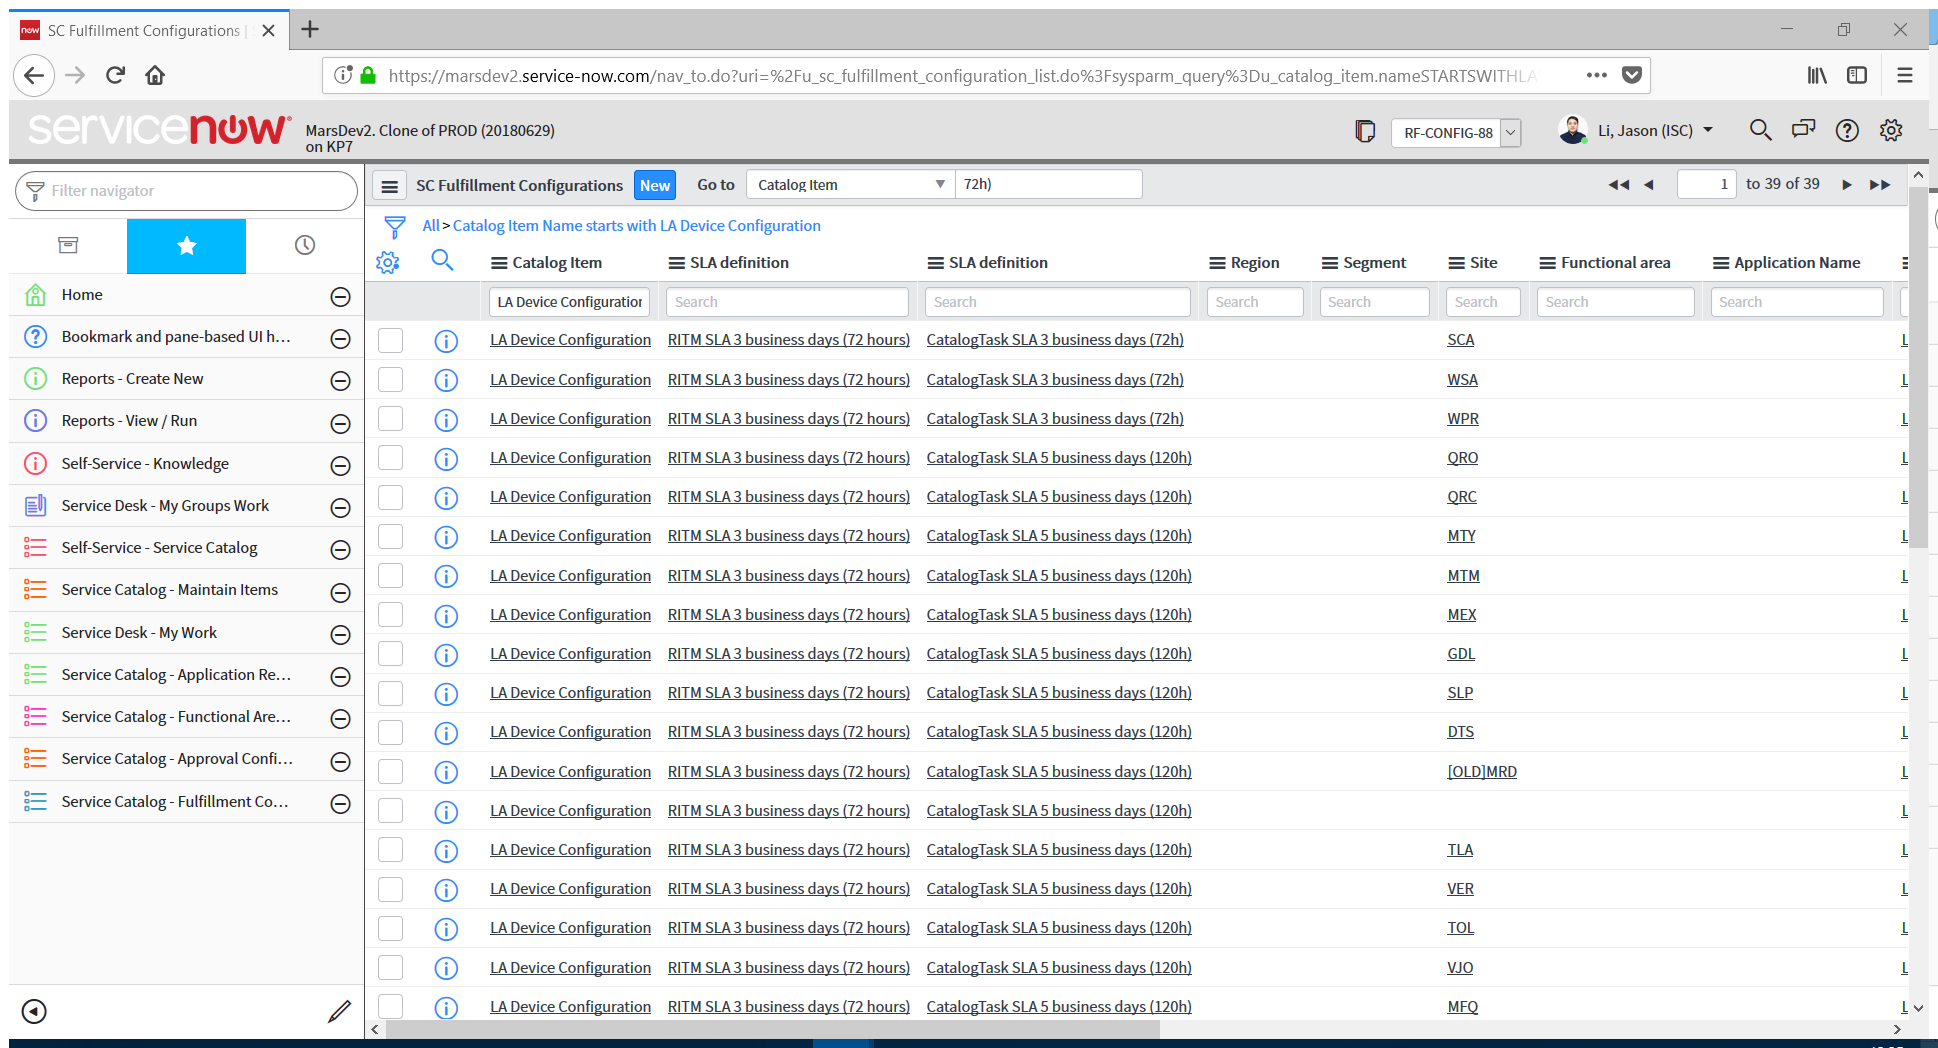 now SC Fulfillment Configurations |
https://marsdev2.service-now.com/nav_to.do?uri=%2Fu_sc_fulfillment_configuration_list.do%3Fsysparm_query%3Du_catalog_item.nameSTARTSWITHLA
servicenow MarsDev2. Clone of PROD (20180629) on KP7 RF-CONFIG-88 Li, Jason (ISC)
Filter navigator
Home
Bookmark and pane-based UI h...
Reports - Create New
Reports - View / Run
Self-Service - Knowledge
Service Desk - My Groups Work
Self-Service - Service Catalog
Service Catalog - Maintain Items
Service Desk - My Work
Service Catalog - Application Re...
Service Catalog - Functional Are...
Service Catalog - Approval Confi...
Service Catalog - Fulfillment Co...
SC Fulfillment Configurations New Go to Catalog Item 72h) 1 to 39 of 39
All > Catalog Item Name starts with LA Device Configuration
Catalog Item SLA definition SLA definition Region Segment Site Functional area Application Name
LA Device Configuration Search Search Search Search Search Search Search
LA Device Configuration RITM SLA 3 business days (72 hours) CatalogTask SLA 3 business days (72h) SCA L
LA Device Configuration RITM SLA 3 business days (72 hours) CatalogTask SLA 3 business days (72h) WSA L
LA Device Configuration RITM SLA 3 business days (72 hours) CatalogTask SLA 3 business days (72h) WPR L
LA Device Configuration RITM SLA 3 business days (72 hours) CatalogTask SLA 5 business days (120h) QRO L
LA Device Configuration RITM SLA 3 business days (72 hours) CatalogTask SLA 5 business days (120h) QRC L
LA Device Configuration RITM SLA 3 business days (72 hours) CatalogTask SLA 5 business days (120h) MTY L
LA Device Configuration RITM SLA 3 business days (72 hours) CatalogTask SLA 5 business days (120h) MTM L
LA Device Configuration RITM SLA 3 business days (72 hours) CatalogTask SLA 5 business days (120h) MEX L
LA Device Configuration RITM SLA 3 business days (72 hours) CatalogTask SLA 5 business days (120h) GDL L
LA Device Configuration RITM SLA 3 business days (72 hours) CatalogTask SLA 5 business days (120h) SLP L
LA Device Configuration RITM SLA 3 business days (72 hours) CatalogTask SLA 5 business days (120h) DTS L
LA Device Configuration RITM SLA 3 business days (72 hours) CatalogTask SLA 5 business days (120h) [OLD]MRD L
LA Device Configuration RITM SLA 3 business days (72 hours) CatalogTask SLA 5 business days (120h) L
LA Device Configuration RITM SLA 3 business days (72 hours) CatalogTask SLA 5 business days (120h) TLA L
LA Device Configuration RITM SLA 3 business days (72 hours) CatalogTask SLA 5 business days (120h) VER L
LA Device Configuration RITM SLA 3 business days (72 hours) CatalogTask SLA 5 business days (120h) TOL L
LA Device Configuration RITM SLA 3 business days (72 hours) CatalogTask SLA 5 business days (120h) VJO L
LA Device Configuration RITM SLA 3 business days (72 hours) CatalogTask SLA 5 business days (120h) MFQ L